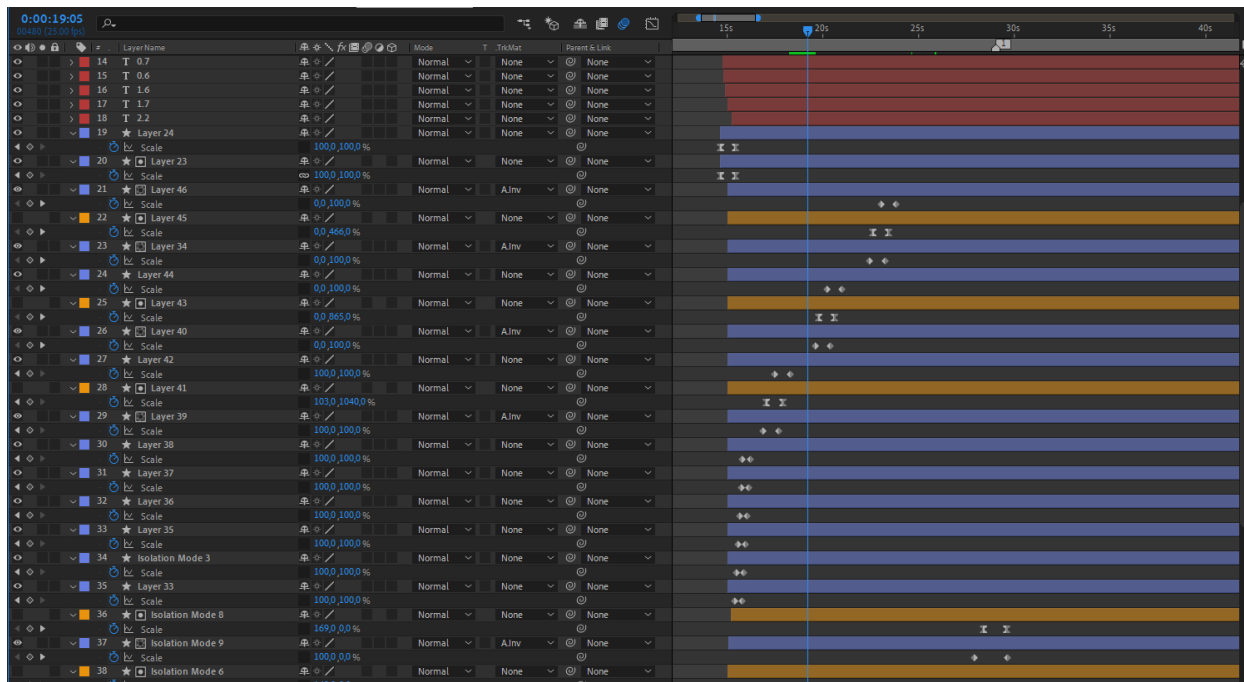 0:00:19:05
00480 (25.00 fps)
15s 20s 25s 30s 35s 40s
1
# . Layer Name fx Mode T .TrkMat Parent & Link
14 T 0.7 Normal None None
15 T 0.6 Normal None None
16 T 1.6 Normal None None
17 T 1.7 Normal None None
18 T 2.2 Normal None None
19 Layer 24 Normal None None
Scale 100,0,100,0 %
20 Layer 23 Normal None None
Scale 100,0,100,0 %
21 Layer 46 Normal A.Inv None
Scale 0,0,100,0 %
22 Layer 45 Normal None None
Scale 0,0,466,0 %
23 Layer 34 Normal A.Inv None
Scale 0,0,100,0 %
24 Layer 44 Normal None None
Scale 0,0,100,0 %
25 Layer 43 Normal None None
Scale 0,0,865,0 %
26 Layer 40 Normal A.Inv None
Scale 0,0,100,0 %
27 Layer 42 Normal None None
Scale 100,0,100,0 %
28 Layer 41 Normal None None
Scale 103,0,1040,0 %
29 Layer 39 Normal A.Inv None
Scale 100,0,100,0 %
30 Layer 38 Normal None None
Scale 100,0,100,0 %
31 Layer 37 Normal None None
Scale 100,0,100,0 %
32 Layer 36 Normal None None
Scale 100,0,100,0 %
33 Layer 35 Normal None None
Scale 100,0,100,0 %
34 Isolation Mode 3 Normal None None
Scale 100,0,100,0 %
35 Layer 33 Normal None None
Scale 100,0,100,0 %
36 Isolation Mode 8 Normal None None
Scale 169,0,0,0 %
37 Isolation Mode 9 Normal A.Inv None
Scale 100,0,0,0 %
38 Isolation Mode 6 Normal None None